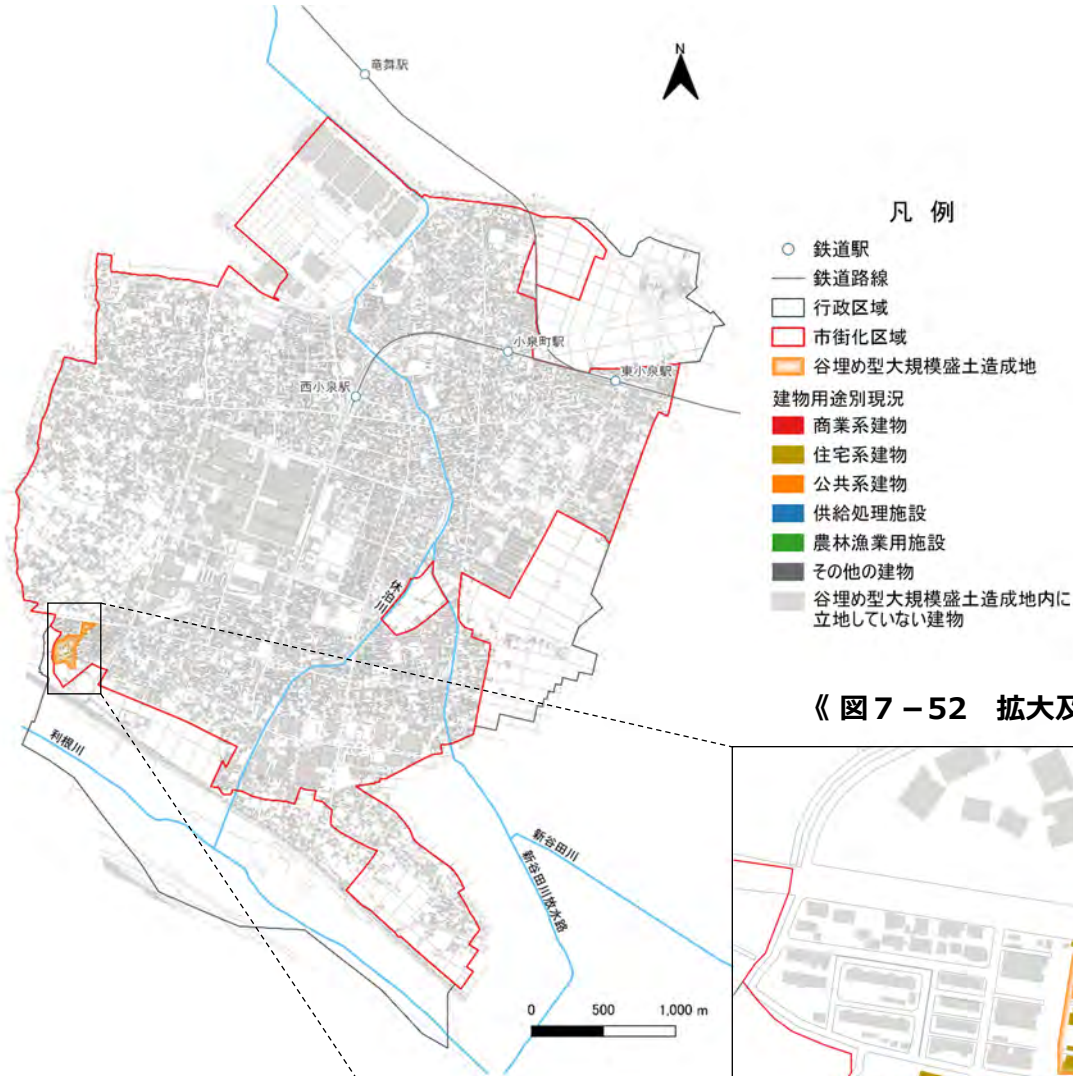 N
竜舞駅
小泉町駅
東小泉駅
西小泉駅
休泊川
利根川
新谷田川
新谷田川放水路
0 500 1,000 m
凡 例
鉄道駅
鉄道路線
行政区域
市街化区域
谷埋め型大規模盛土造成地
建物用途別現況
商業系建物
住宅系建物
公共系建物
供給処理施設
農林漁業用施設
その他の建物
谷埋め型大規模盛土造成地内に
立地していない建物
《 図7-52 拡大及